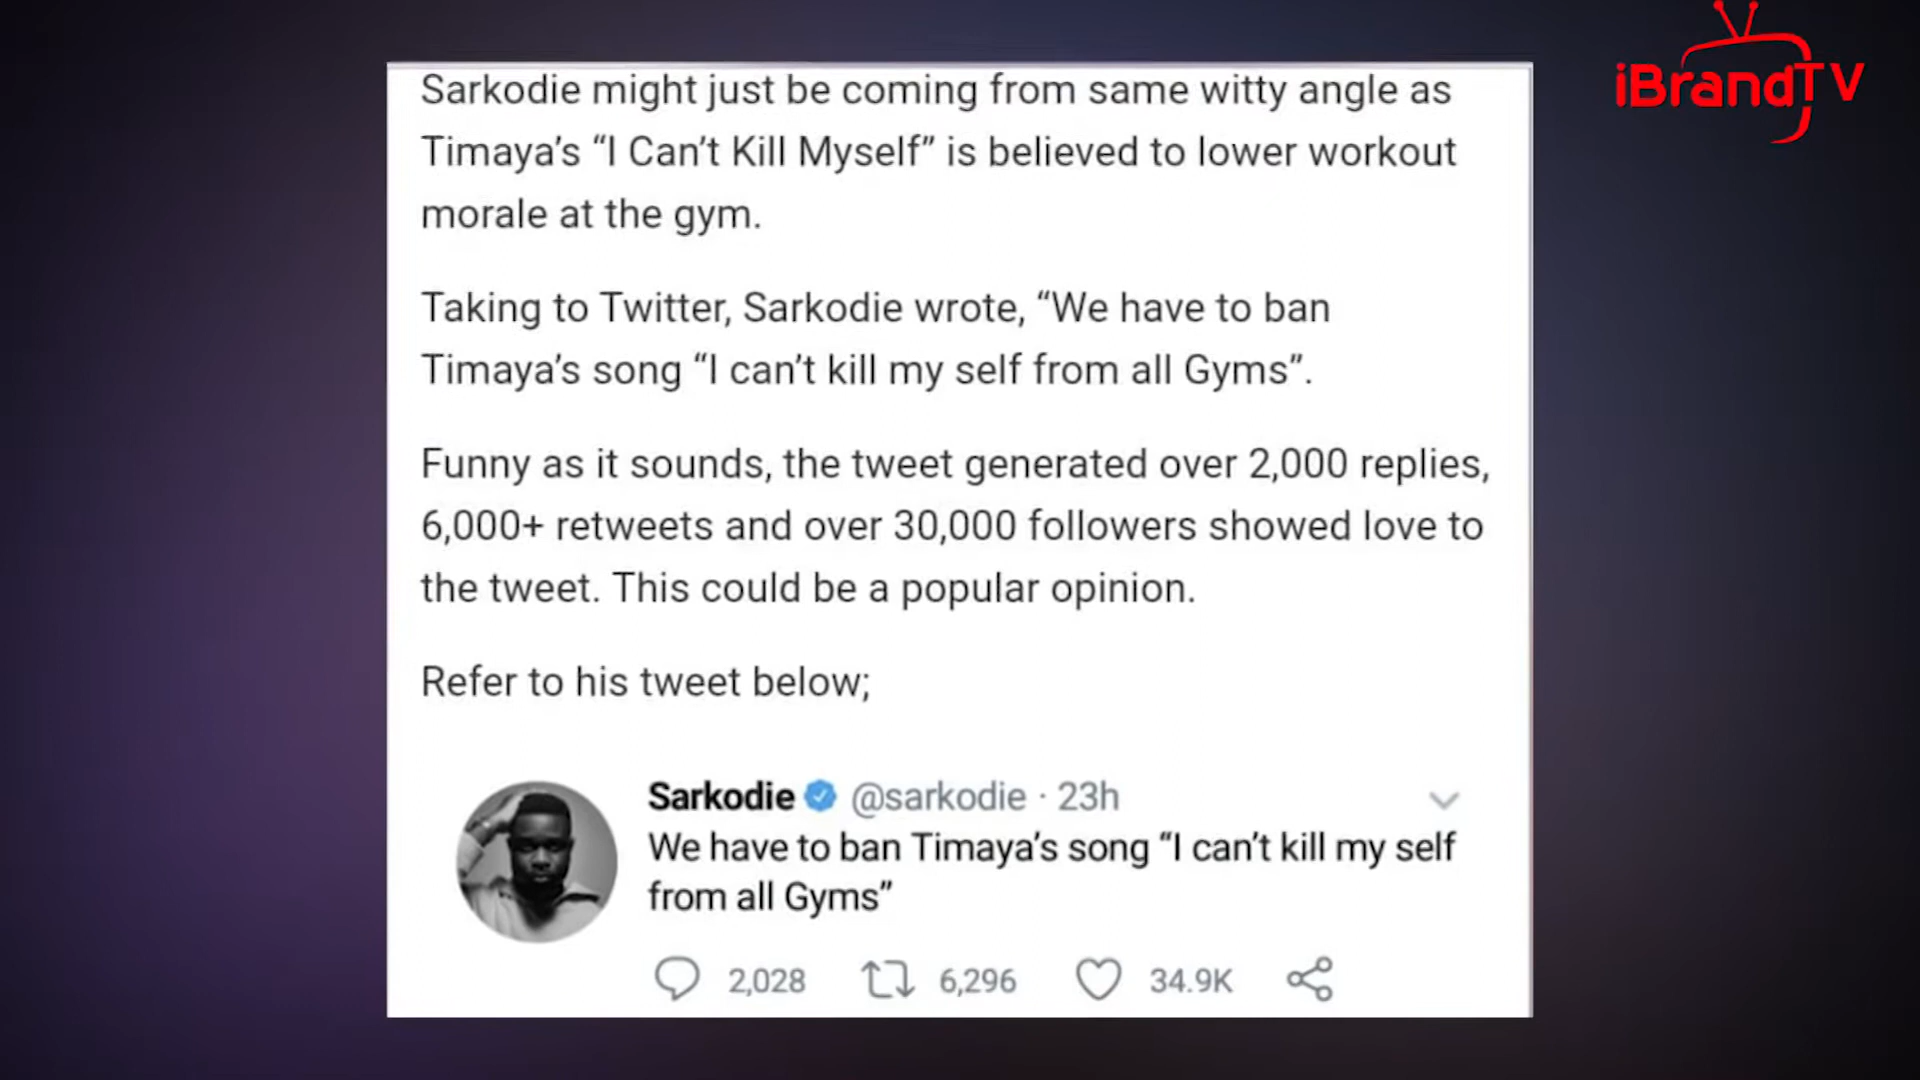 iBrandTV
Sarkodie might just be coming from same witty angle as
Timaya’s “I Can’t Kill Myself” is believed to lower workout
morale at the gym.
Taking to Twitter, Sarkodie wrote, “We have to ban
Timaya’s song “I can’t kill my self from all Gyms”.
Funny as it sounds, the tweet generated over 2,000 replies,
6,000+ retweets and over 30,000 followers showed love to
the tweet. This could be a popular opinion.
Refer to his tweet below;
Sarkodie @sarkodie · 23h
We have to ban Timaya’s song “I can’t kill my self
from all Gyms”
2,028 6,296 34.9K